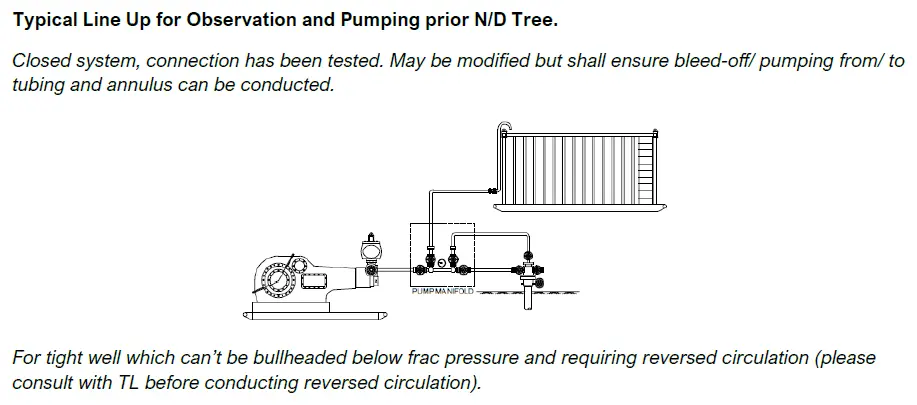 Typical Line Up for Observation and Pumping prior N/D Tree.
Closed system, connection has been tested. May be modified but shall ensure bleed-off/ pumping from/ to
tubing and annulus can be conducted.
PUMPMANIFOLD
For tight well which can’t be bullheaded below frac pressure and requiring reversed circulation (please
consult with TL before conducting reversed circulation).